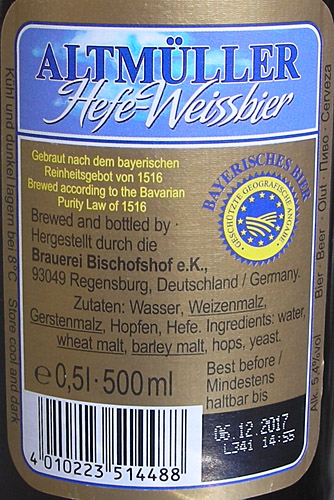 ALTMÜLLER
Hefe-Weissbier
Gebraut nach dem bayerischen
Reinheitsgebot von 1516
Brewed according to the Bavarian
Purity Law of 1516
BAYERISCHES BIER
GESCHÜTZTE GEOGRAFISCHE ANGABE
Brewed and bottled by ·
Hergestellt durch die
Brauerei Bischofshof e.K.,
93049 Regensburg, Deutschland / Germany.
Zutaten: Wasser, Weizenmalz,
Gerstenmalz, Hopfen, Hefe. Ingredients: water,
wheat malt, barley malt, hops, yeast.
℮0,5l · 500ml
Best before /
Mindestens
haltbar bis
06.12.2017
L341 14:55
4 010223 514488
Kühl und dunkel lagern bei 8°C Store cool and dark
Alk. 5,4%vol Bier · Beer · Øl · Пиво · Cerveza